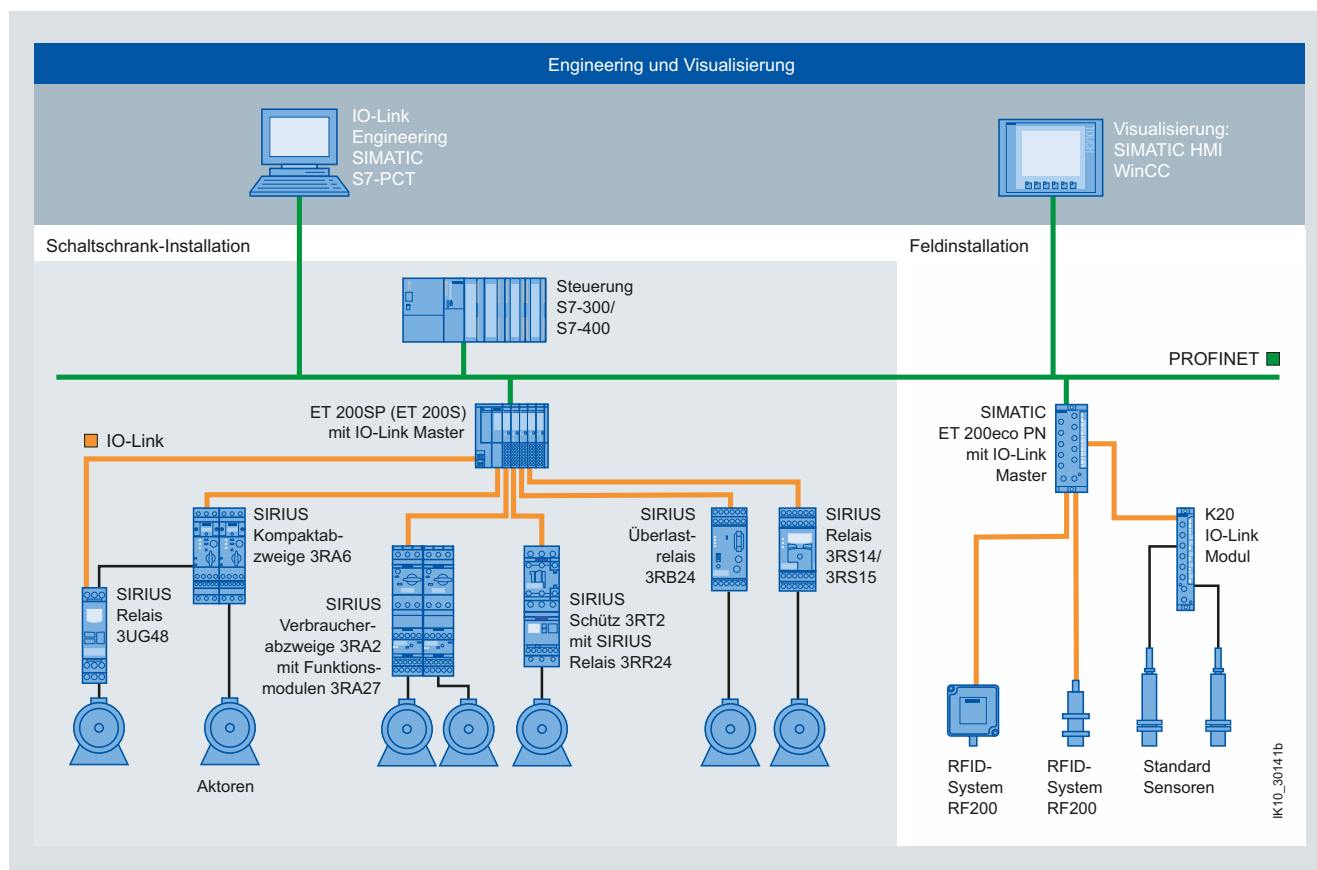 Engineering und Visualisierung
IO-Link
Engineering
SIMATIC
S7-PCT
Visualisierung:
SIMATIC HMI
WinCC
Schaltschrank-Installation
Feldinstallation
Steuerung
S7-300/
S7-400
PROFINET
ET 200SP (ET 200S)
mit IO-Link Master
SIMATIC
ET 200eco PN
mit IO-Link
Master
IO-Link
SIRIUS
Kompaktab-
zweige 3RA6
SIRIUS
Überlast-
relais
3RB24
SIRIUS
Relais
3RS14/
3RS15
K20
IO-Link
Modul
SIRIUS
Relais
3UG48
SIRIUS
Verbraucher-
abzweige 3RA2
mit Funktions-
modulen 3RA27
SIRIUS
Schütz 3RT2
mit SIRIUS
Relais 3RR24
Aktoren
RFID-
System
RF200
RFID-
System
RF200
Standard
Sensoren
IK10_30141b